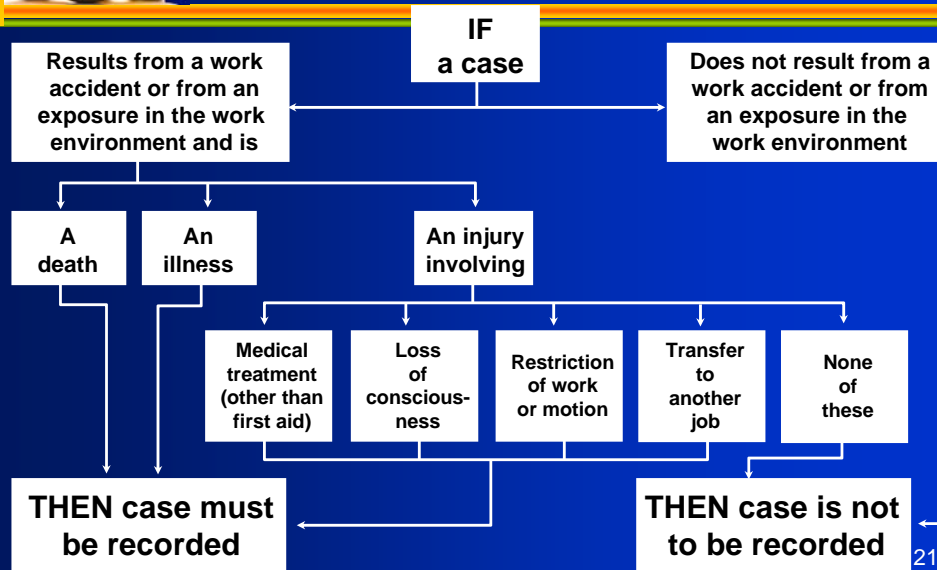 IF
a case
Results from a work
accident or from an
exposure in the work
environment and is
Does not result from a
work accident or from
an exposure in the
work environment
A
death
An
illness
An injury
involving
Medical
treatment
(other than
first aid)
Loss
of
conscious-
ness
Restriction
of work
or motion
Transfer
to
another
job
None
of
these
THEN case must
be recorded
THEN case is not
to be recorded
21